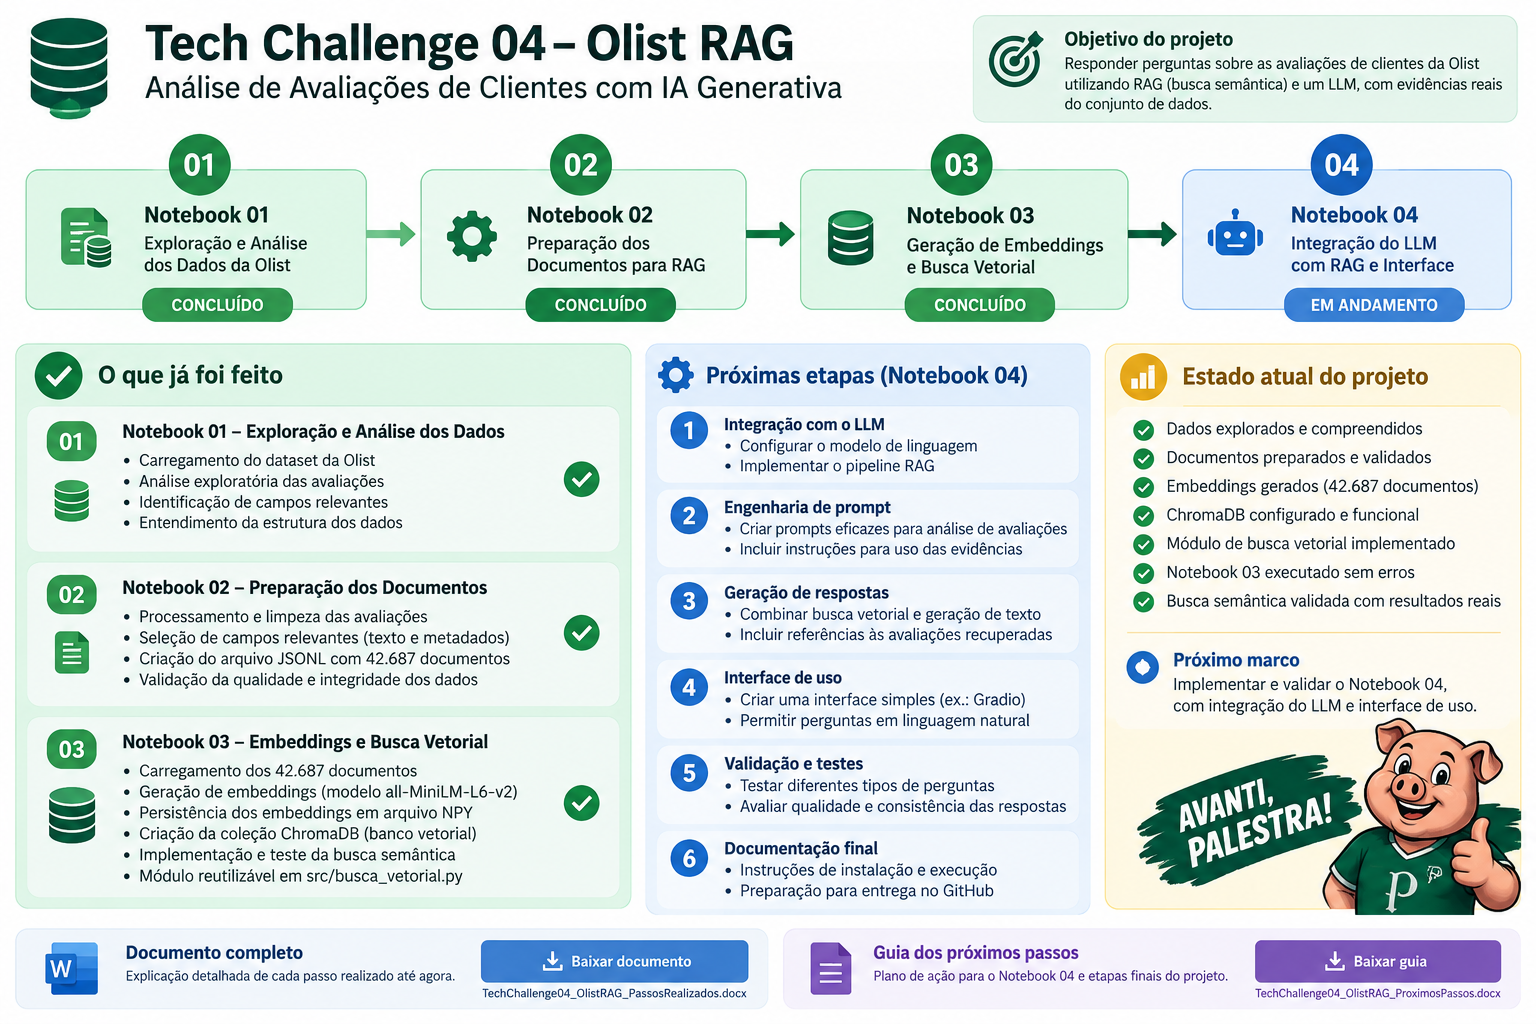 Tech Challenge 04 – Olist RAG
Análise de Avaliações de Clientes com IA Generativa
Objetivo do projeto
Responder perguntas sobre as avaliações de clientes da Olist
utilizando RAG (busca semântica) e um LLM, com evidências reais
do conjunto de dados.
01
Notebook 01
Exploração e Análise
dos Dados da Olist
CONCLUÍDO
02
Notebook 02
Preparação dos
Documentos para RAG
CONCLUÍDO
03
Notebook 03
Geração de Embeddings
e Busca Vetorial
CONCLUÍDO
04
Notebook 04
Integração do LLM
com RAG e Interface
EM ANDAMENTO
O que já foi feito
01
Notebook 01 – Exploração e Análise dos Dados
• Carregamento do dataset da Olist
• Análise exploratória das avaliações
• Identificação de campos relevantes
• Entendimento da estrutura dos dados
02
Notebook 02 – Preparação dos Documentos
• Processamento e limpeza das avaliações
• Seleção de campos relevantes (texto e metadados)
• Criação do arquivo JSONL com 42.687 documentos
• Validação da qualidade e integridade dos dados
03
Notebook 03 – Embeddings e Busca Vetorial
• Carregamento dos 42.687 documentos
• Geração de embeddings (modelo all-MiniLM-L6-v2)
• Persistência dos embeddings em arquivo NPY
• Criação da coleção ChromaDB (banco vetorial)
• Implementação e teste da busca semântica
• Módulo reutilizável em src/busca_vetorial.py
Próximas etapas (Notebook 04)
1
Integração com o LLM
• Configurar o modelo de linguagem
• Implementar o pipeline RAG
2
Engenharia de prompt
• Criar prompts eficazes para análise de avaliações
• Incluir instruções para uso das evidências
3
Geração de respostas
• Combinar busca vetorial e geração de texto
• Incluir referências às avaliações recuperadas
4
Interface de uso
• Criar uma interface simples (ex.: Gradio)
• Permitir perguntas em linguagem natural
5
Validação e testes
• Testar diferentes tipos de perguntas
• Avaliar qualidade e consistência das respostas
6
Documentação final
• Instruções de instalação e execução
• Preparação para entrega no GitHub
Estado atual do projeto
Dados explorados e compreendidos
Documentos preparados e validados
Embeddings gerados (42.687 documentos)
ChromaDB configurado e funcional
Módulo de busca vetorial implementado
Notebook 03 executado sem erros
Busca semântica validada com resultados reais
Próximo marco
Implementar e validar o Notebook 04,
com integração do LLM e interface de uso.
AVANTI,
PALESTRA!
P
P
W
Documento completo
Explicação detalhada de cada passo realizado até agora.
Baixar documento
TechChallenge04_OlistRAG_PassosRealizados.docx
Guia dos próximos passos
Plano de ação para o Notebook 04 e etapas finais do projeto.
Baixar guia
TechChallenge04_OlistRAG_ProximosPassos.docx